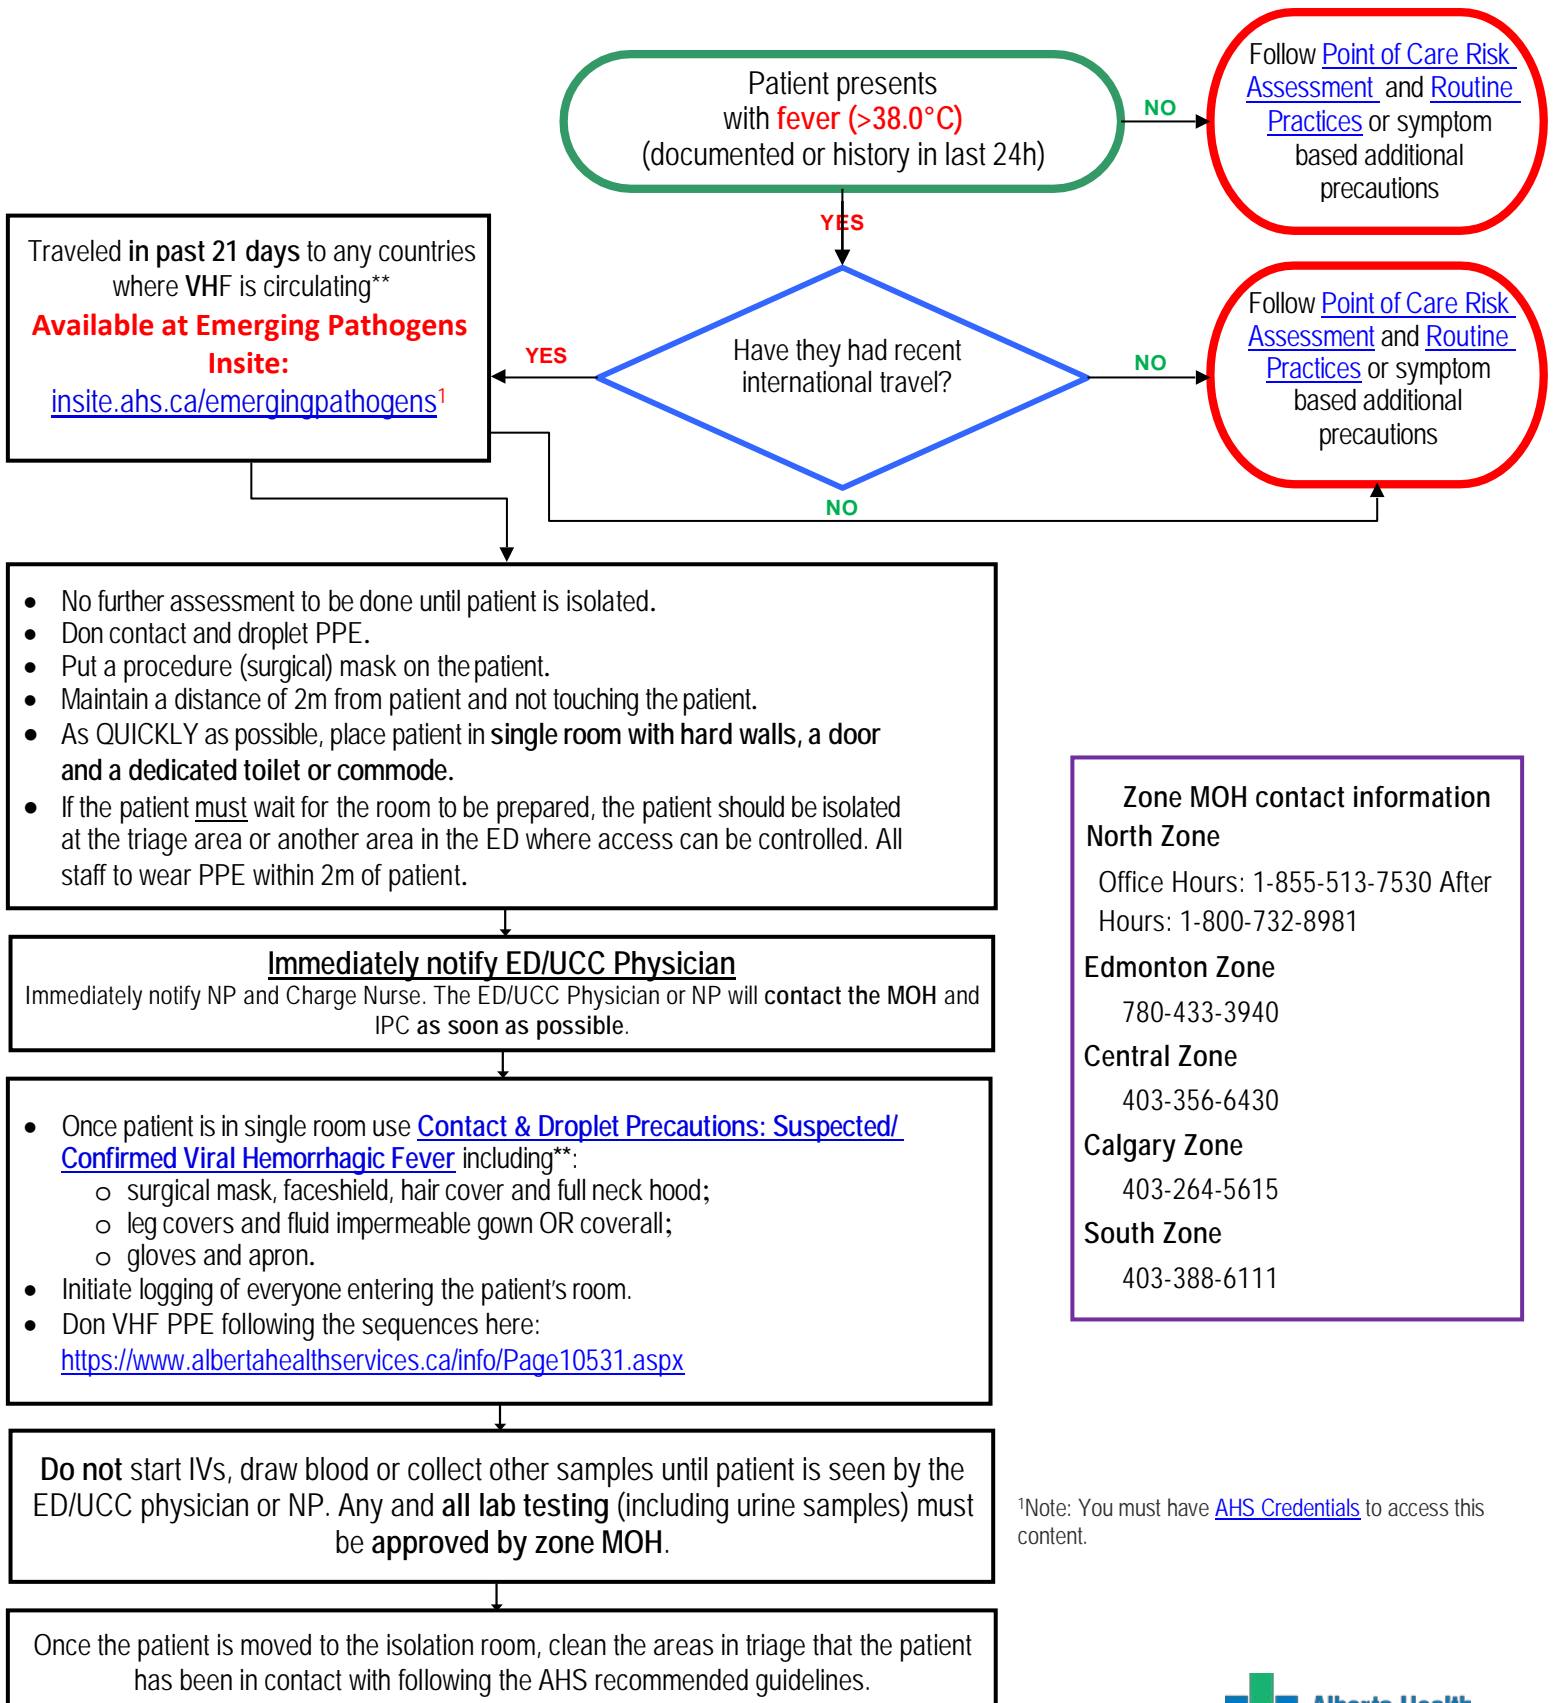 Patient presents
with fever (>38.0°C)
(documented or history in last 24h)
NO
Follow Point of Care Risk
Assessment and Routine
Practices or symptom
based additional
precautions
YES
Traveled in past 21 days to any countries
where VHF is circulating**
Available at Emerging Pathogens
Insite:
insite.ahs.ca/emergingpathogens1
YES
Have they had recent
international travel?
NO
Follow Point of Care Risk
Assessment and Routine
Practices or symptom
based additional
precautions
NO
• No further assessment to be done until patient is isolated.
• Don contact and droplet PPE.
• Put a procedure (surgical) mask on the patient.
• Maintain a distance of 2m from patient and not touching the patient.
• As QUICKLY as possible, place patient in single room with hard walls, a door
and a dedicated toilet or commode.
• If the patient must wait for the room to be prepared, the patient should be isolated
at the triage area or another area in the ED where access can be controlled. All
staff to wear PPE within 2m of patient.
Immediately notify ED/UCC Physician
Immediately notify NP and Charge Nurse. The ED/UCC Physician or NP will contact the MOH and
IPC as soon as possible.
• Once patient is in single room use Contact & Droplet Precautions: Suspected/
Confirmed Viral Hemorrhagic Fever including**:
o surgical mask, faceshield, hair cover and full neck hood;
o leg covers and fluid impermeable gown OR coverall;
o gloves and apron.
• Initiate logging of everyone entering the patient's room.
• Don VHF PPE following the sequences here:
https://www.albertahealthservices.ca/info/Page10531.aspx
Do not start IVs, draw blood or collect other samples until patient is seen by the
ED/UCC physician or NP. Any and all lab testing (including urine samples) must
be approved by zone MOH.
Once the patient is moved to the isolation room, clean the areas in triage that the patient
has been in contact with following the AHS recommended guidelines.
Zone MOH contact information
North Zone
Office Hours: 1-855-513-7530 After
Hours: 1-800-732-8981
Edmonton Zone
780-433-3940
Central Zone
403-356-6430
Calgary Zone
403-264-5615
South Zone
403-388-6111
1Note: You must have AHS Credentials to access this
content.
Alberta Health